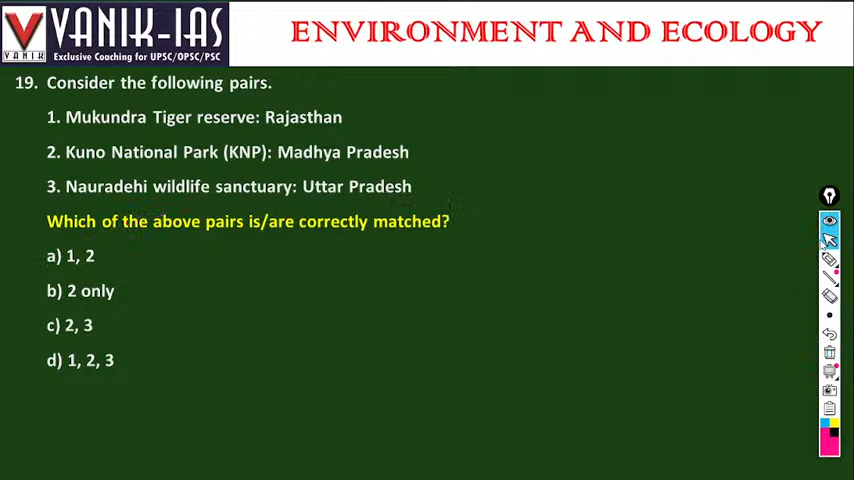 VANIK-IAS
VANIK
Exclusive Coaching for UPSC/OPSC/PSC
ENVIRONMENT AND ECOLOGY
19. Consider the following pairs.
1. Mukundra Tiger reserve: Rajasthan
2. Kuno National Park (KNP): Madhya Pradesh
3. Nauradehi wildlife sanctuary: Uttar Pradesh
Which of the above pairs is/are correctly matched?
a) 1, 2
b) 2 only
c) 2, 3
d) 1, 2, 3